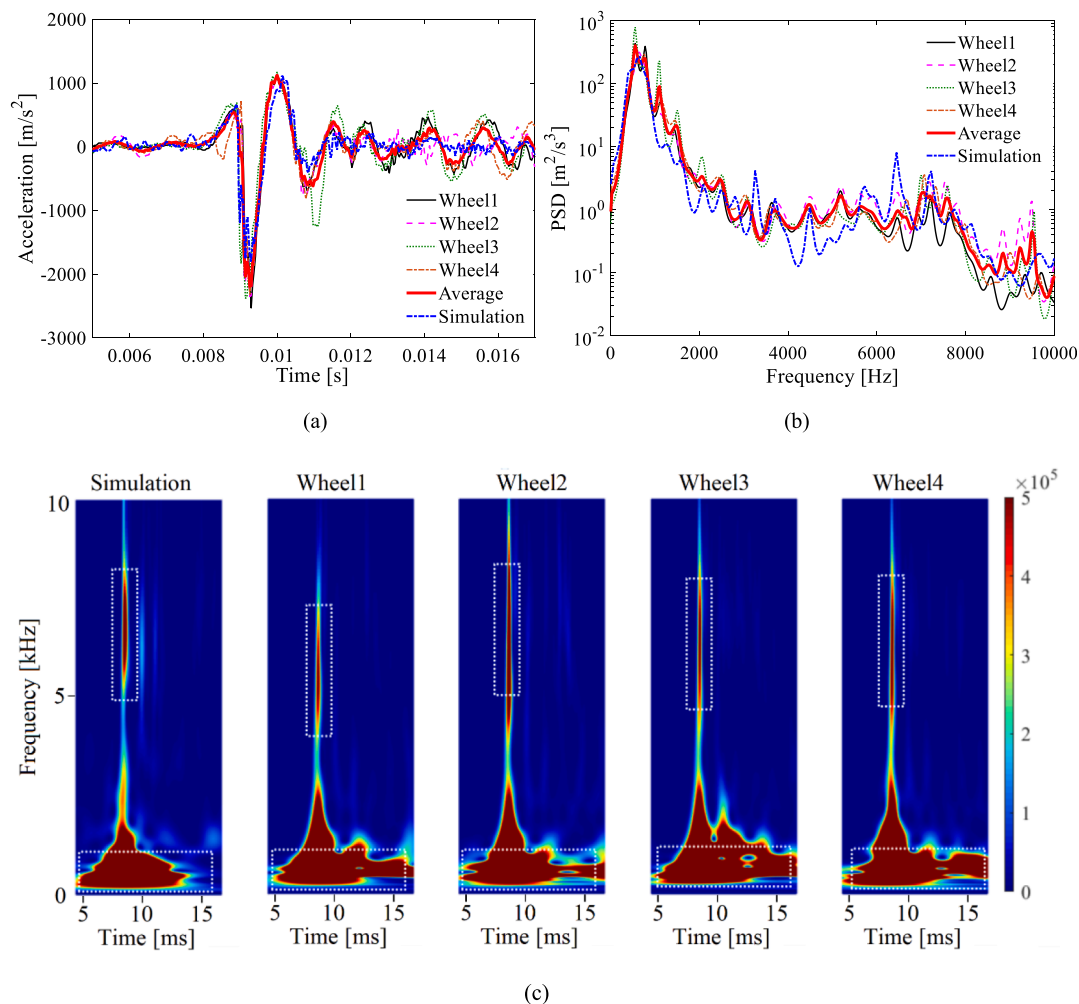 2000
1000
0
-1000
-2000
-3000
Acceleration [m/s²]
0.006 0.008 0.01 0.012 0.014 0.016
Time [s]
Wheel1
Wheel2
Wheel3
Wheel4
Average
Simulation
(a)
10³
10²
10¹
10⁰
10⁻¹
10⁻²
PSD [m²/s³]
0 2000 4000 6000 8000 10000
Frequency [Hz]
Wheel1
Wheel2
Wheel3
Wheel4
Average
Simulation
(b)
Simulation Wheel1 Wheel2 Wheel3 Wheel4
×10⁵
10
5
0
Frequency [kHz]
5 10 15 5 10 15 5 10 15 5 10 15 5 10 15
Time [ms] Time [ms] Time [ms] Time [ms] Time [ms]
5
4
3
2
1
0
(c)